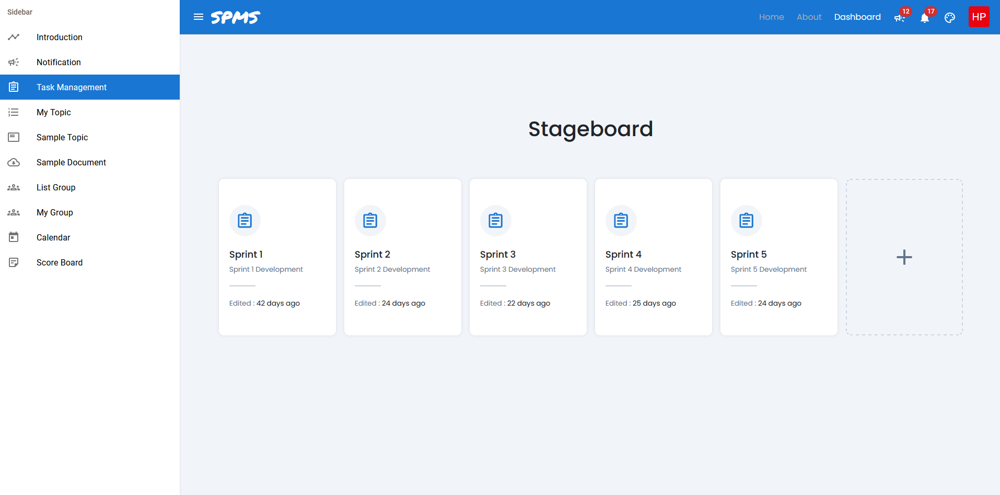 Sidebar
Introduction
Notification
Task Management
My Topic
Sample Topic
Sample Document
List Group
My Group
Calendar
Score Board
SPMS
Home About Dashboard 12 17 HP
Stageboard
Sprint 1
Sprint 1 Development
Edited : 42 days ago
Sprint 2
Sprint 2 Development
Edited : 24 days ago
Sprint 3
Sprint 3 Development
Edited : 22 days ago
Sprint 4
Sprint 4 Development
Edited : 25 days ago
Sprint 5
Sprint 5 Development
Edited : 24 days ago